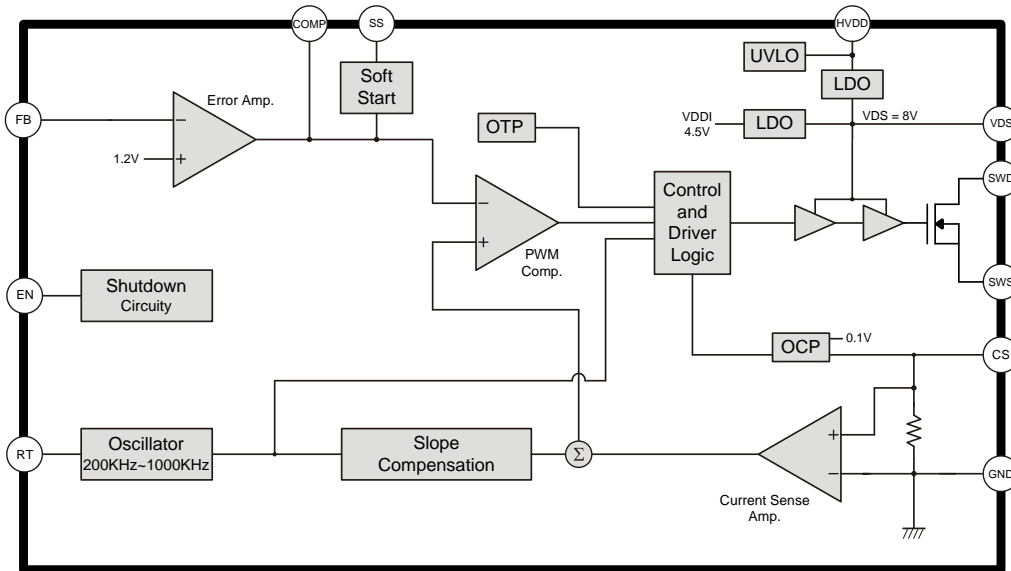 COMP
SS
HVDD
UVLO
Soft
Start
LDO
Error Amp.
FB
−
1.2V
+
OTP
VDDI
4.5V
LDO
VDS = 8V
VDS
SWD
Control
and
Driver
Logic
−
+
PWM
Comp.
EN
Shutdown
Circuity
SWS
OCP
0.1V
CS
RT
Oscillator
200KHz~1000KHz
Slope
Compensation
Σ
+
−
Current Sense
Amp.
GND